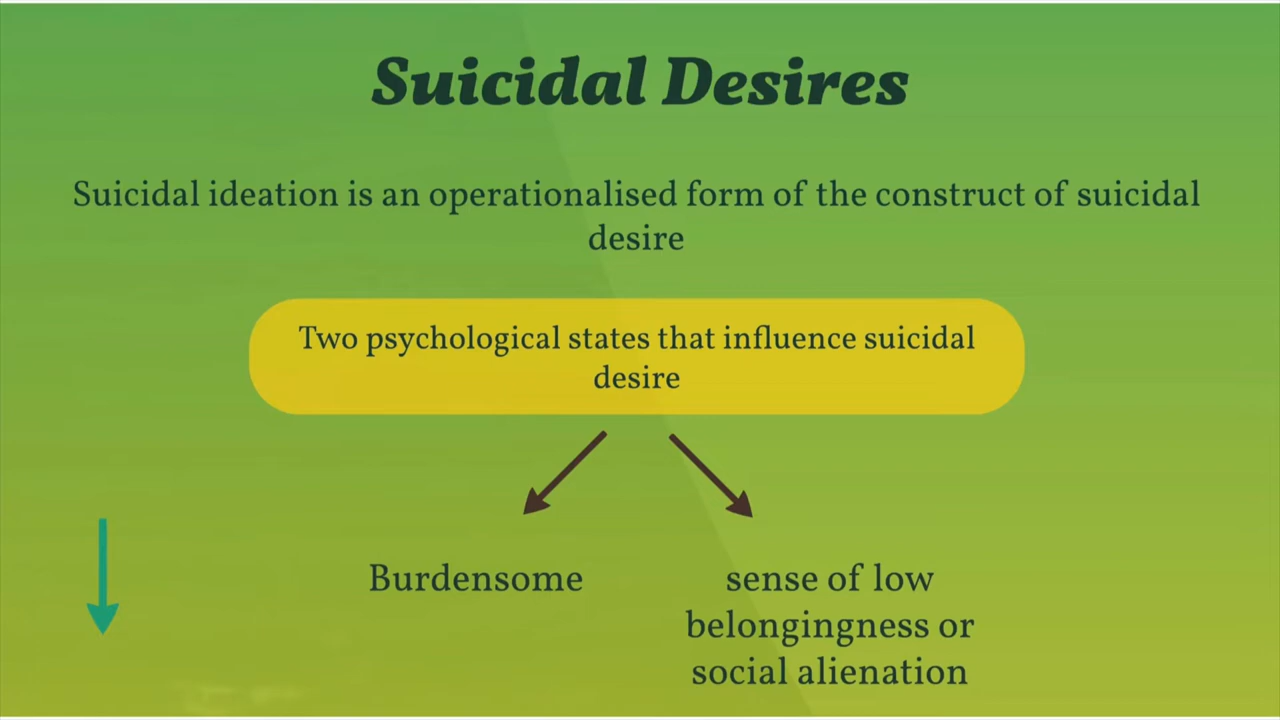 Suicidal Desires
Suicidal ideation is an operationalised form of the construct of suicidal
desire
Two psychological states that influence suicidal
desire
Burdensome
sense of low
belongingness or
social alienation